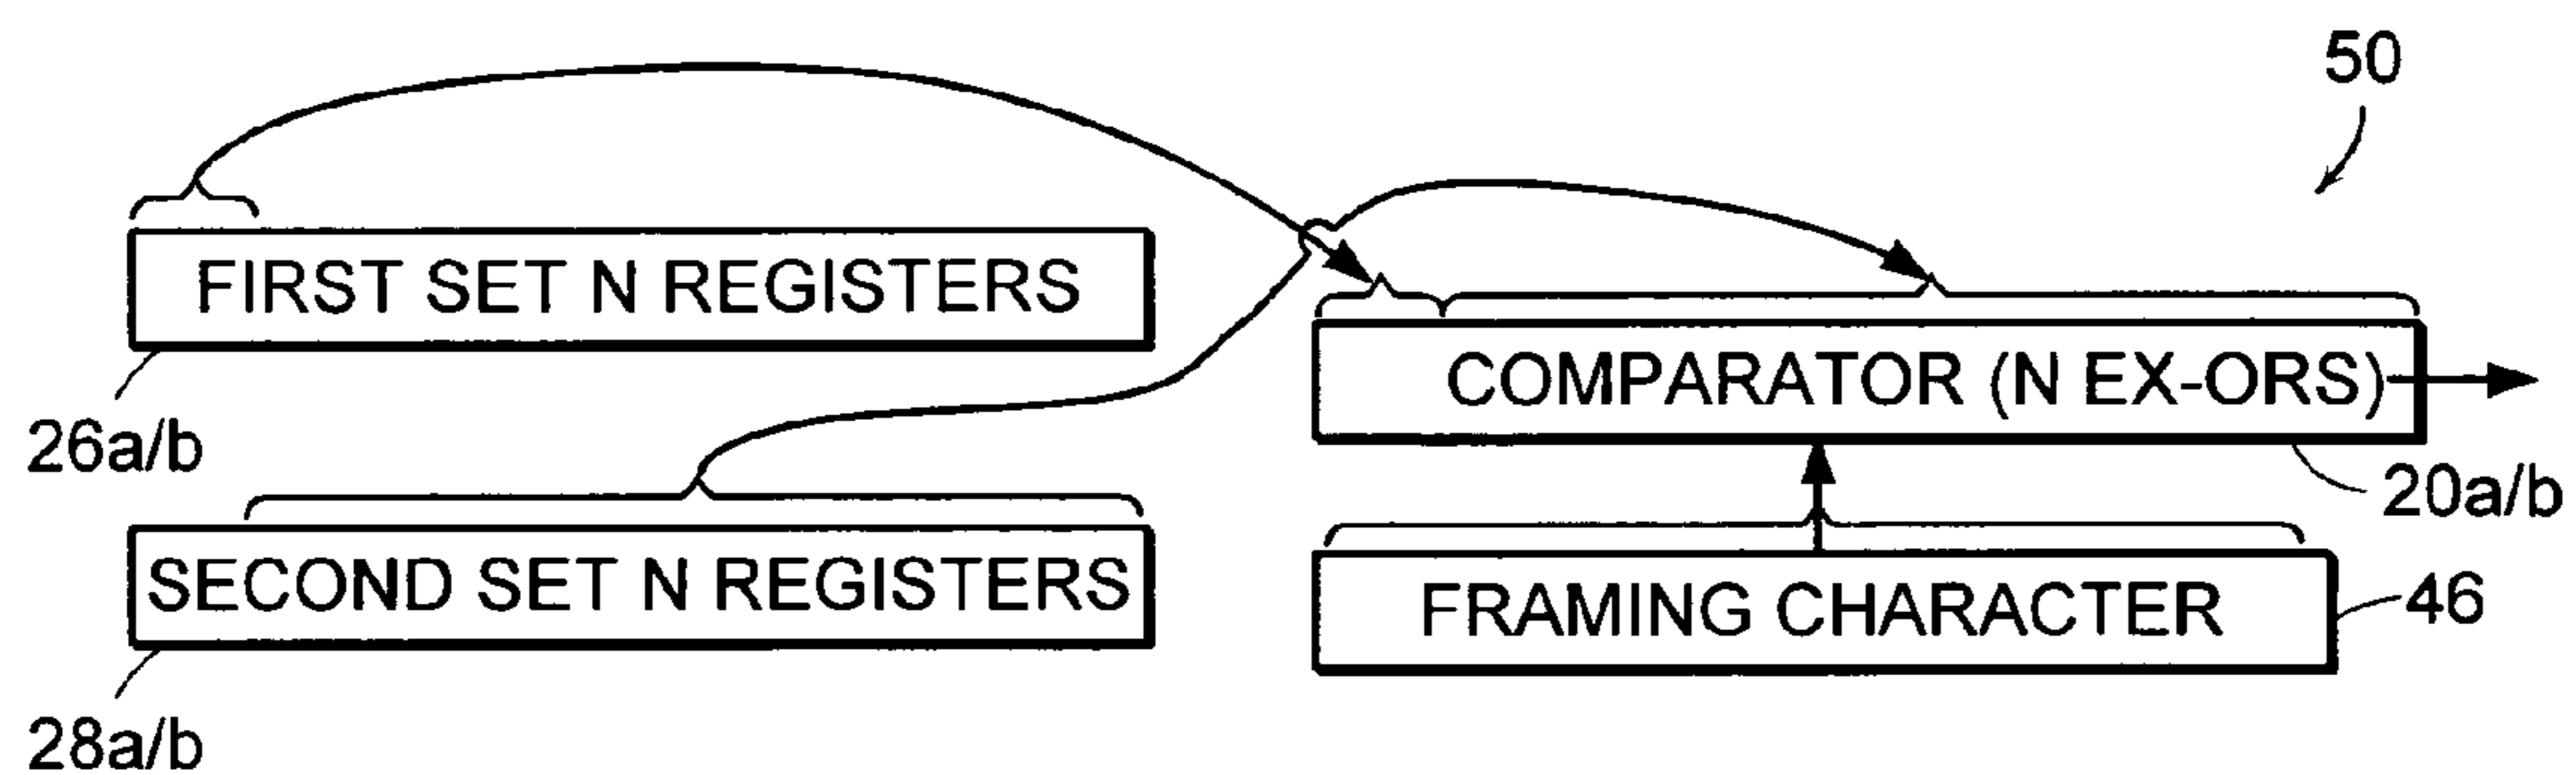 50
FIRST SET N REGISTERS
COMPARATOR (N EX-ORS)
26a/b
20a/b
SECOND SET N REGISTERS
FRAMING CHARACTER
46
28a/b